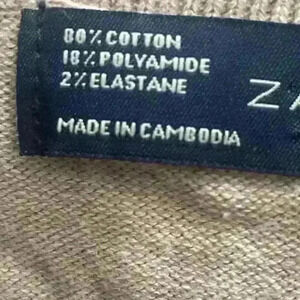 80% COTTON
18% POLYAMIDE
2% ELASTANE
MADE IN CAMBODIA